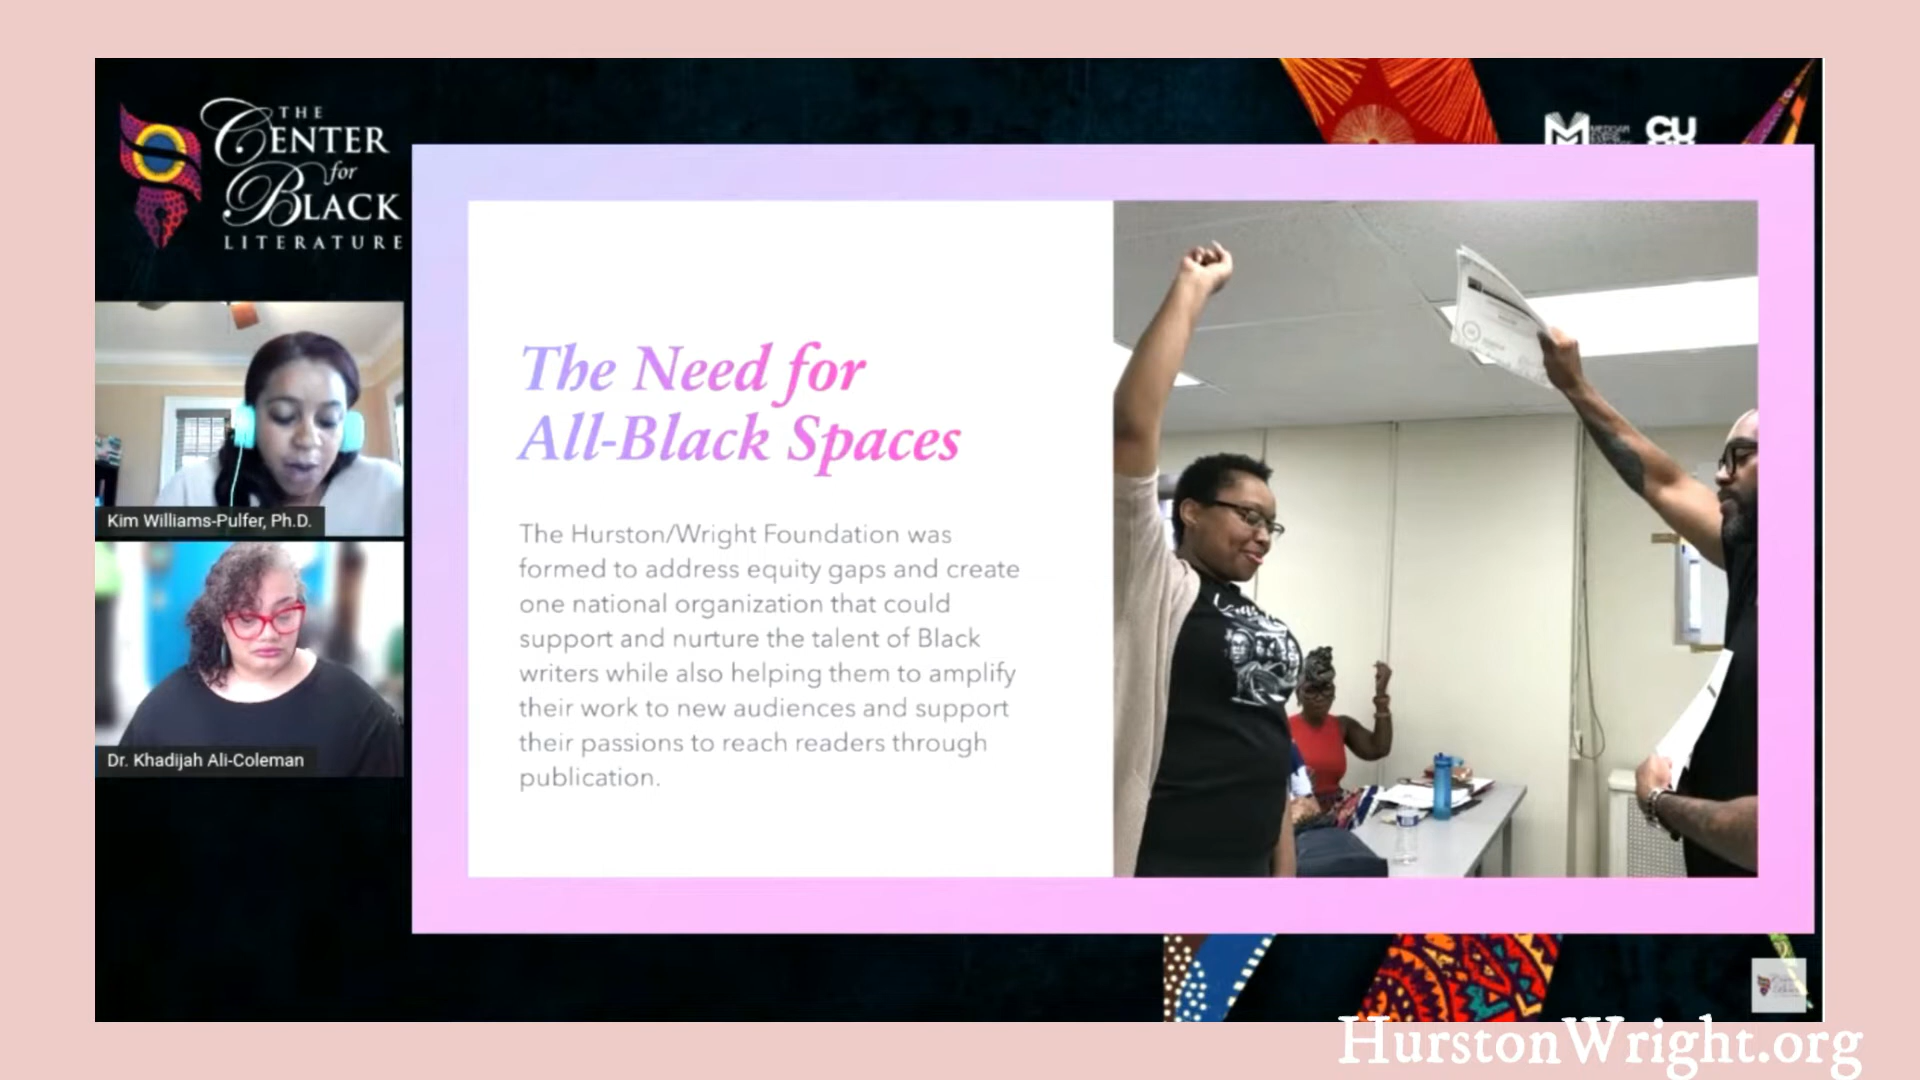 THE
CENTER
for
BLACK
LITERATURE
MEDGAR
EVERS
CU
Kim Williams-Pulfer, Ph.D.
Dr. Khadijah Ali-Coleman
The Need for
All-Black Spaces
The Hurston/Wright Foundation was
formed to address equity gaps and create
one national organization that could
support and nurture the talent of Black
writers while also helping them to amplify
their work to new audiences and support
their passions to reach readers through
publication.
HurstonWright.org